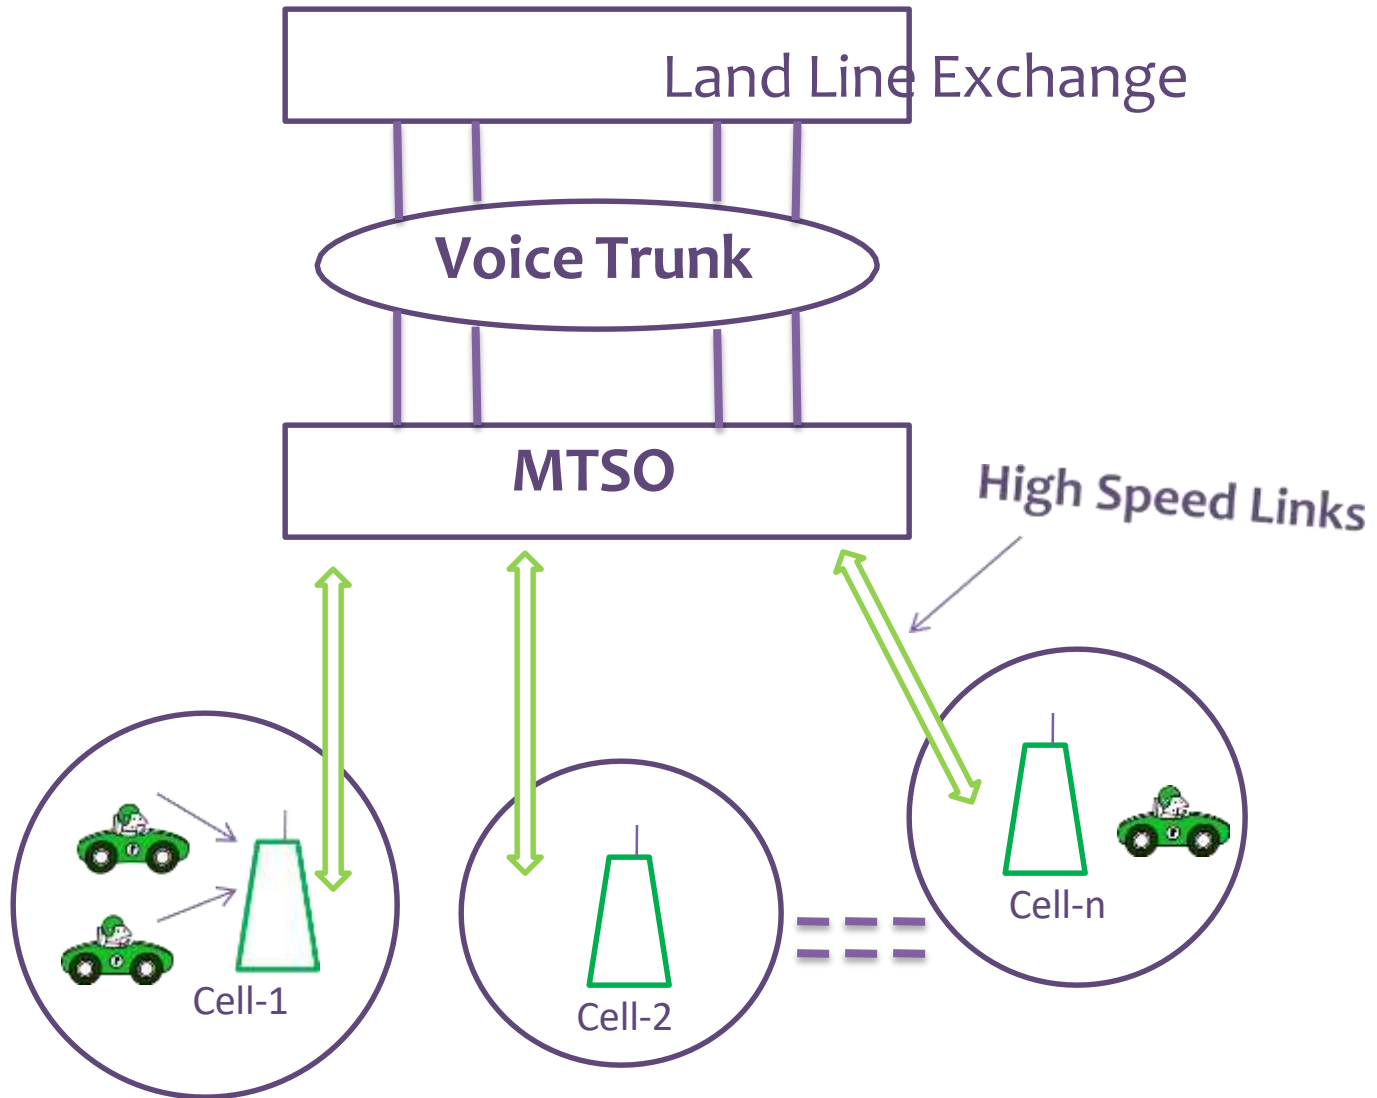 Land Line Exchange
Voice Trunk
MTSO
High Speed Links
Cell-1
Cell-2
Cell-n